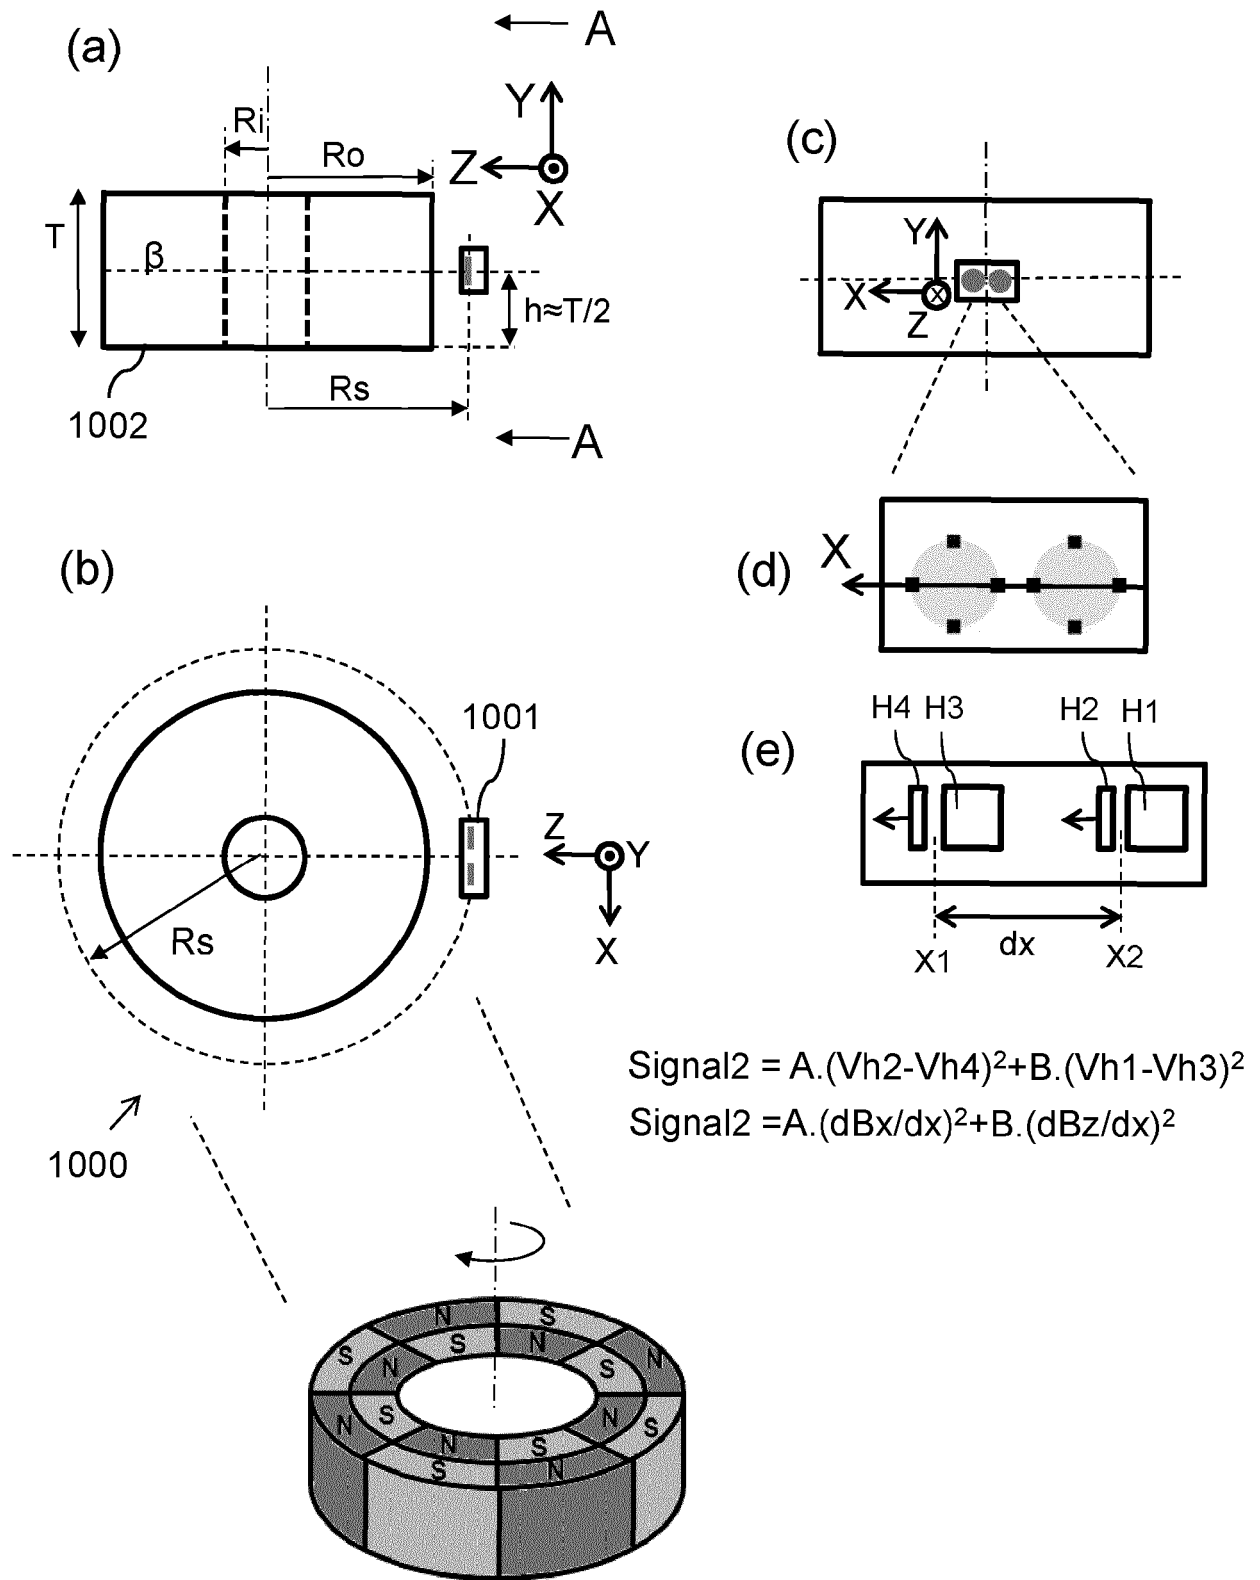 (a)
A
Y
Ri
Ro
Z
X
T
β
h≈T/2
Rs
1002
A
(c)
Y
X
X
Z
(d)
X
(b)
1001
Z
Y
X
Rs
1000
(e)
H4 H3 H2 H1
dx
X1 X2
Signal2 = A.(Vh2-Vh4)²+B.(Vh1-Vh3)²
Signal2 =A.(dBx/dx)²+B.(dBz/dx)²
N S
S S N N
N S
N S N S
N S
S N